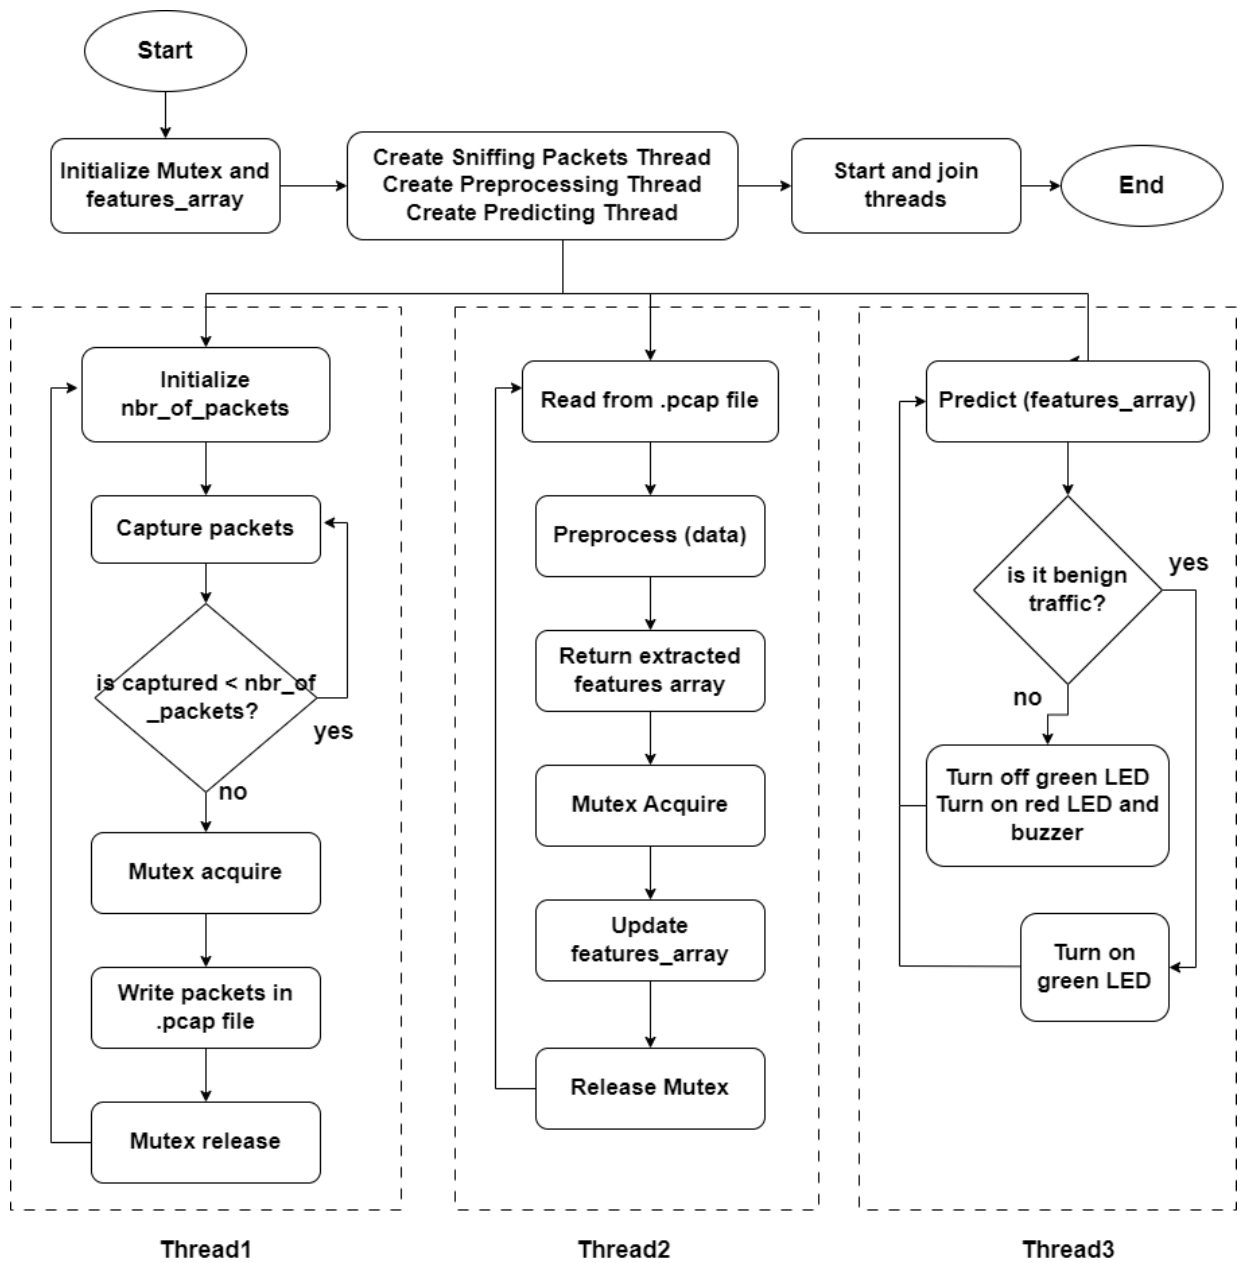 Start
Initialize Mutex and
features_array
Create Sniffing Packets Thread
Create Preprocessing Thread
Create Predicting Thread
Start and join
threads
End
Initialize
nbr_of_packets
Capture packets
is captured < nbr_of
_packets?
yes
no
Mutex acquire
Write packets in
.pcap file
Mutex release
Thread1
Read from .pcap file
Preprocess (data)
Return extracted
features array
Mutex Acquire
Update
features_array
Release Mutex
Thread2
Predict (features_array)
is it benign
traffic?
yes
no
Turn off green LED
Turn on red LED and
buzzer
Turn on
green LED
Thread3